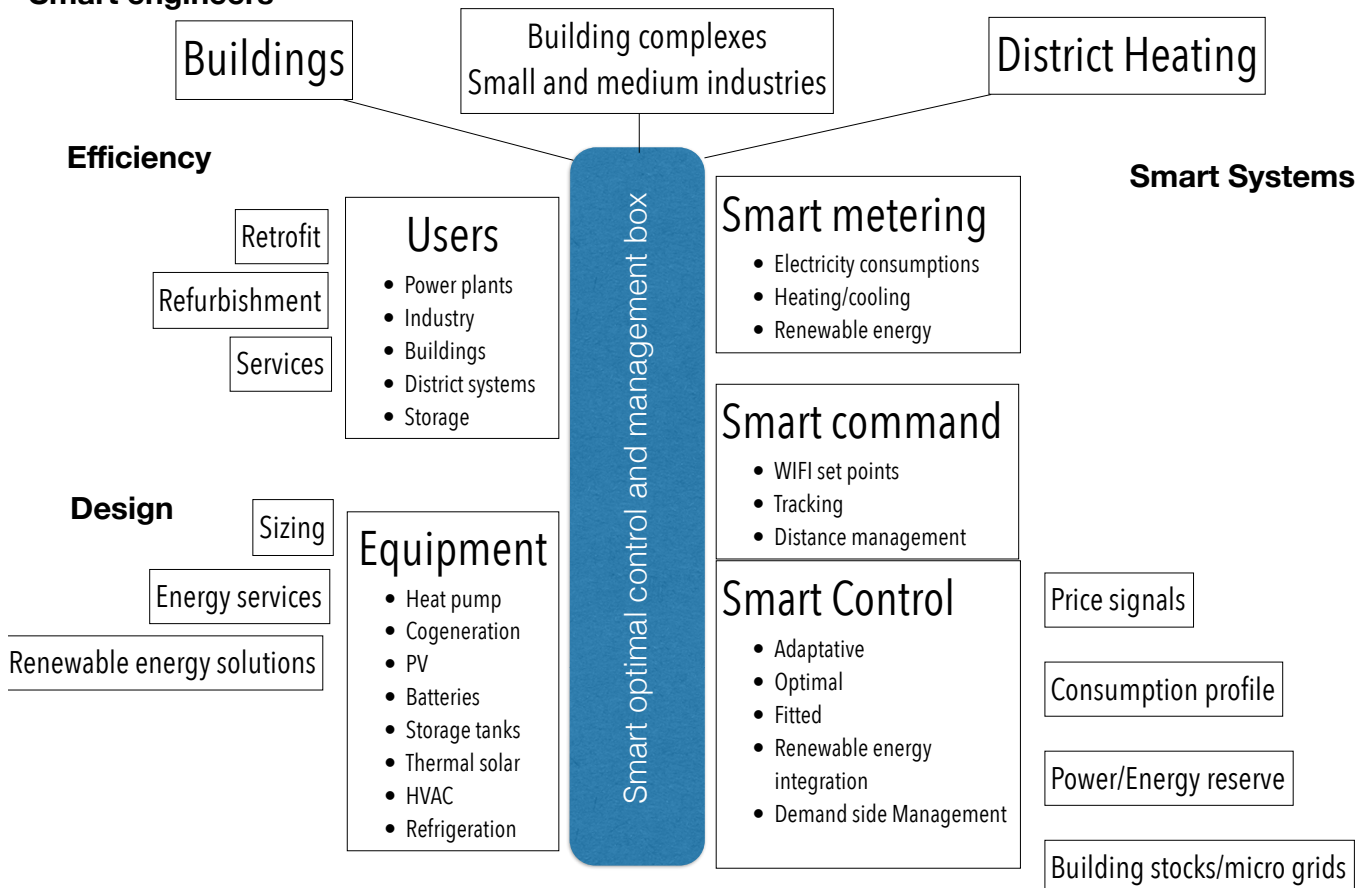 Smart engineers
Buildings
Building complexes
Small and medium industries
District Heating
Efficiency
Smart Systems
Retrofit
Refurbishment
Services
Users
• Power plants
• Industry
• Buildings
• District systems
• Storage
Smart optimal control and management box
Smart metering
• Electricity consumptions
• Heating/cooling
• Renewable energy
Smart command
• WIFI set points
• Tracking
• Distance management
Design
Sizing
Energy services
Renewable energy solutions
Equipment
• Heat pump
• Cogeneration
• PV
• Batteries
• Storage tanks
• Thermal solar
• HVAC
• Refrigeration
Smart Control
• Adaptative
• Optimal
• Fitted
• Renewable energy
integration
• Demand side Management
Price signals
Consumption profile
Power/Energy reserve
Building stocks/micro grids